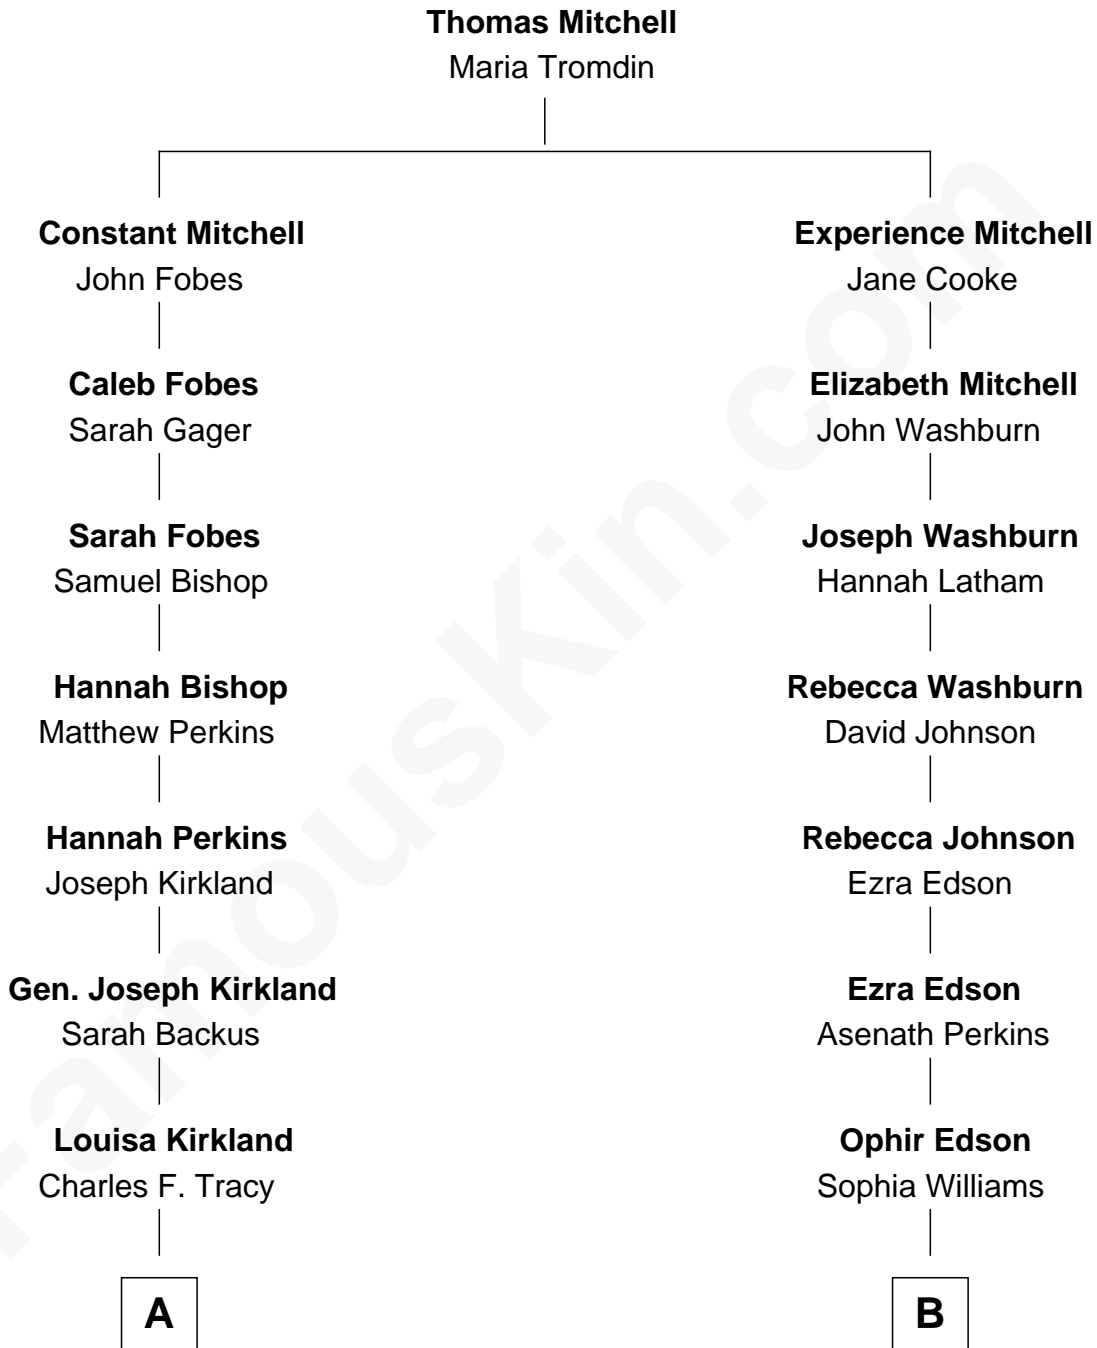 Thomas Mitchell
Maria Tromdin
Constant Mitchell
John Fobes
Experience Mitchell
Jane Cooke
Caleb Fobes
Sarah Gager
Elizabeth Mitchell
John Washburn
Sarah Fobes
Samuel Bishop
Joseph Washburn
Hannah Latham
Hannah Bishop
Matthew Perkins
Rebecca Washburn
David Johnson
Hannah Perkins
Joseph Kirkland
Rebecca Johnson
Ezra Edson
Gen. Joseph Kirkland
Sarah Backus
Ezra Edson
Asenath Perkins
Louisa Kirkland
Charles F. Tracy
Ophir Edson
Sophia Williams
A
B
FamousKin.com